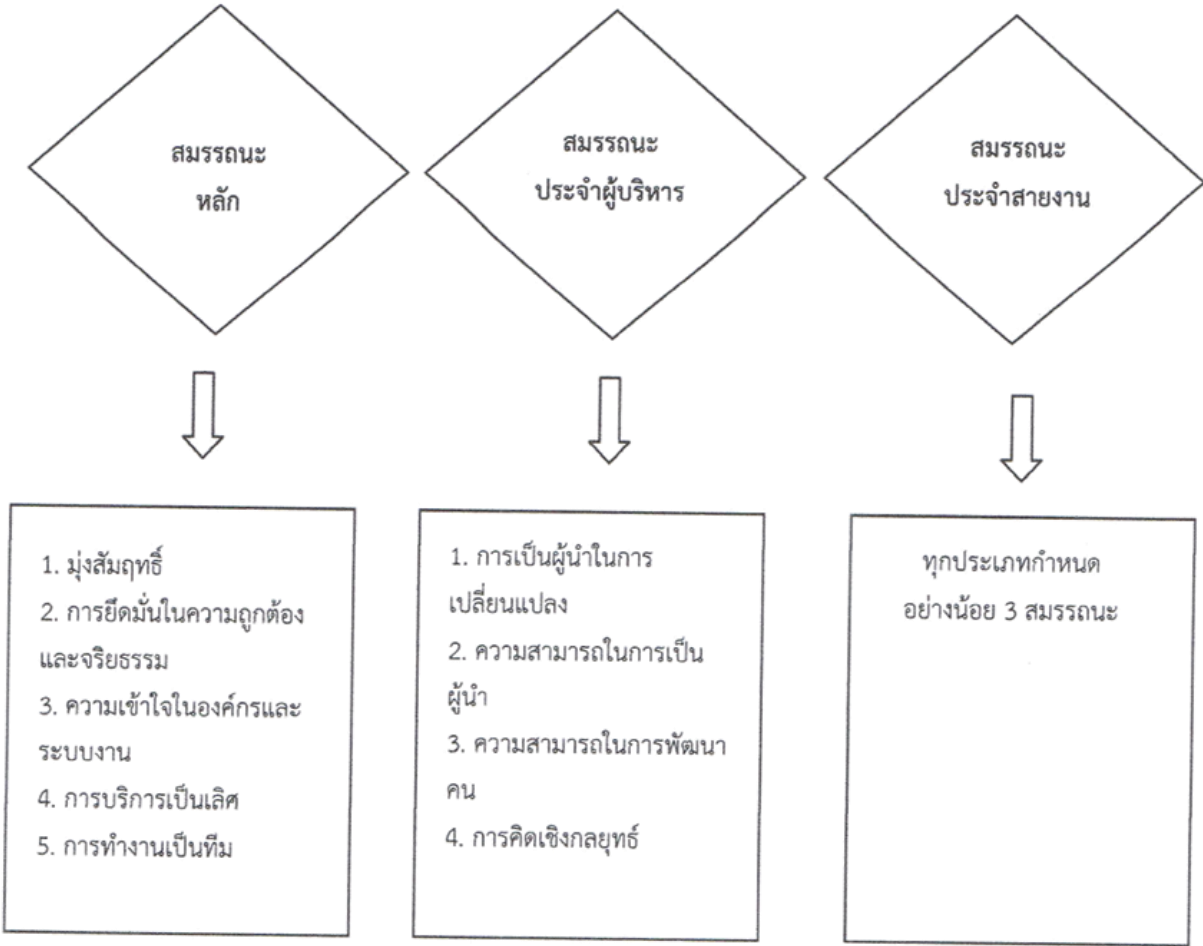 สมรรถนะ
หลัก
สมรรถนะ
ประจำผู้บริหาร
สมรรถนะ
ประจำสายงาน
1. มุ่งสัมฤทธิ์
2. การยึดมั่นในความถูกต้อง
และจริยธรรม
3. ความเข้าใจในองค์กรและ
ระบบงาน
4. การบริการเป็นเลิศ
5. การทำงานเป็นทีม
1. การเป็นผู้นำในการ
เปลี่ยนแปลง
2. ความสามารถในการเป็น
ผู้นำ
3. ความสามารถในการพัฒนา
คน
4. การคิดเชิงกลยุทธ์
ทุกประเภทกำหนด
อย่างน้อย 3 สมรรถนะ